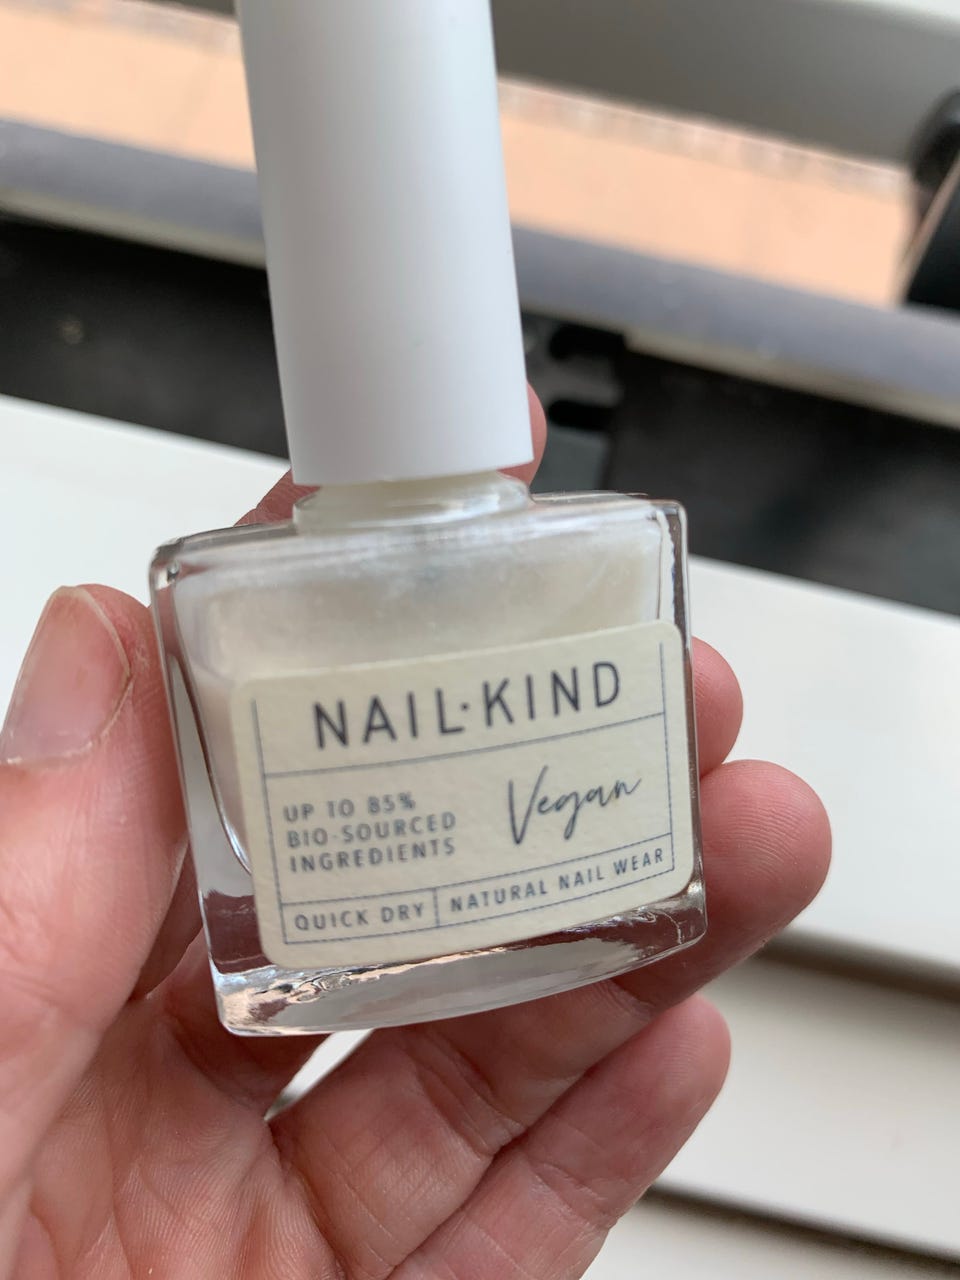 NAIL·KIND
UP TO 85%
BIO-SOURCED
INGREDIENTS
Vegan
QUICK DRY
NATURAL NAIL WEAR